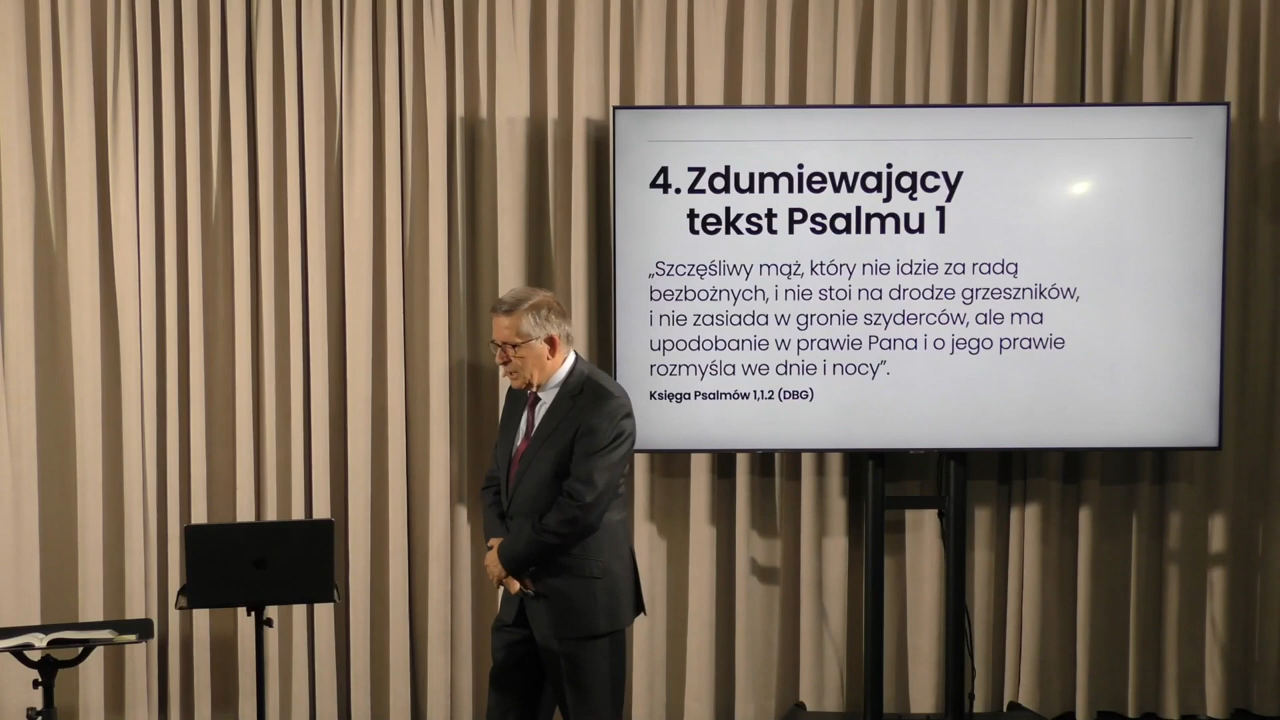 4. Zdumiewający
tekst Psalmu 1
„Szczęśliwy mąż, który nie idzie za radą
bezbożnych, i nie stoi na drodze grzeszników,
i nie zasiada w gronie szyderców, ale ma
upodobanie w prawie Pana i o jego prawie
rozmyśla we dnie i nocy”.
Księga Psalmów 1,1.2 (DBG)